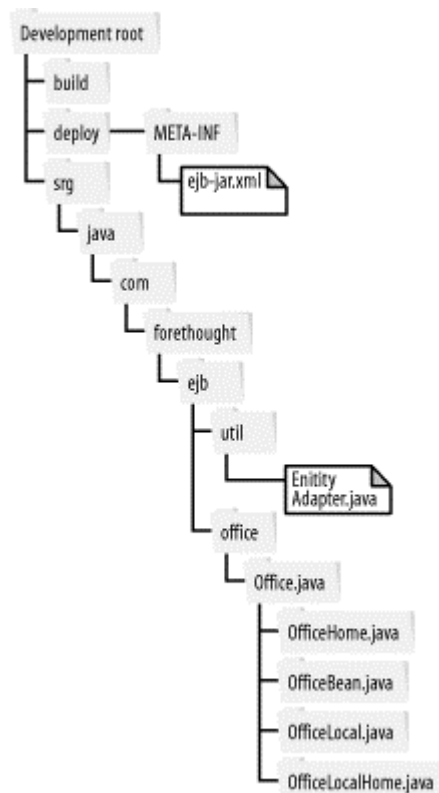 Development root
build
deploy
META-INF
ejb-jar.xml
srg
java
com
forethought
ejb
util
Enitity
Adapter.java
office
Office.java
OfficeHome.java
OfficeBean.java
OfficeLocal.java
OfficeLocalHome.java